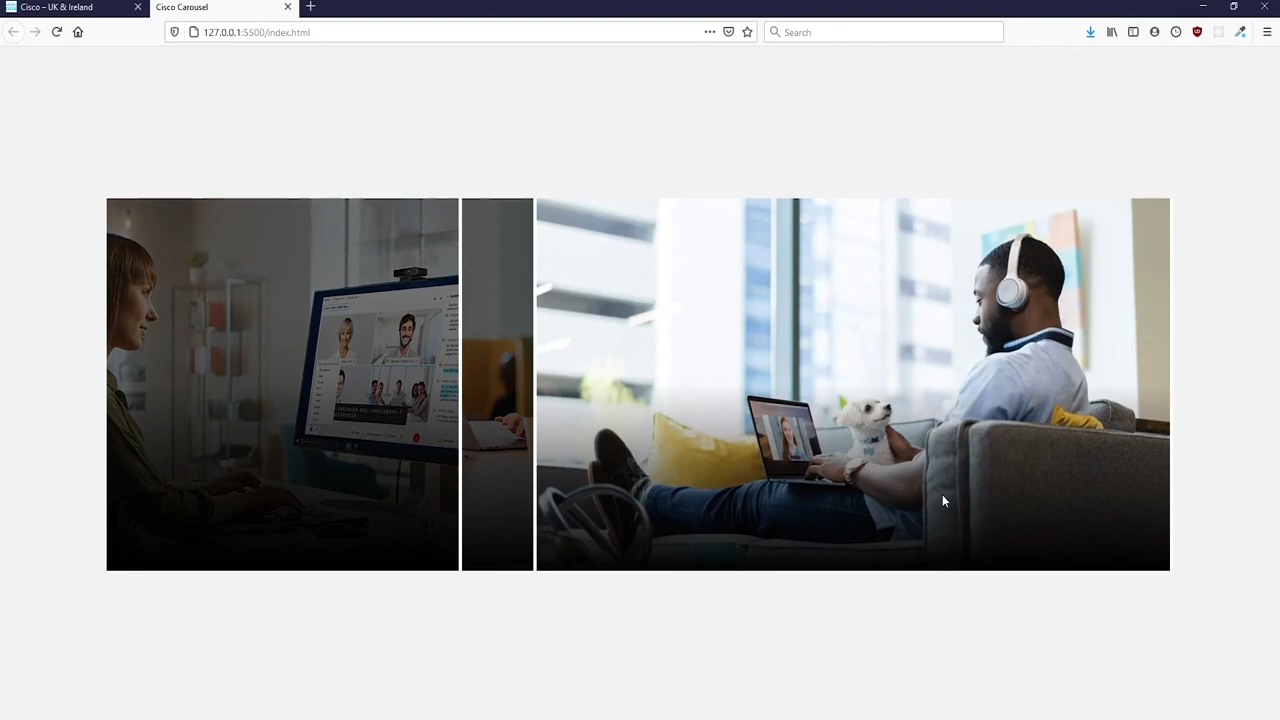 Cisco – UK & Ireland
Cisco Carousel
127.0.0.1:5500/index.html
Search